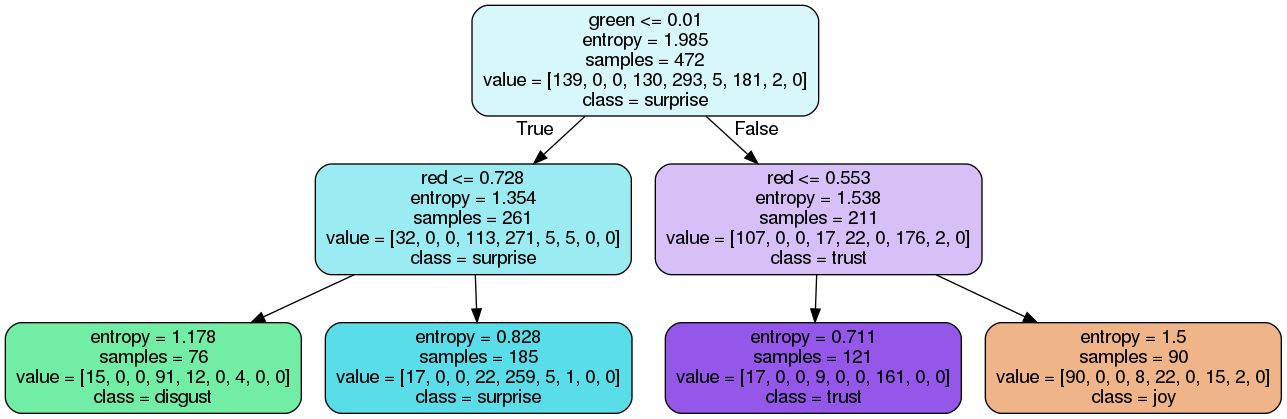 green <= 0.01
entropy = 1.985
samples = 472
value = [139, 0, 0, 130, 293, 5, 181, 2, 0]
class = surprise
True
False
red <= 0.728
entropy = 1.354
samples = 261
value = [32, 0, 0, 113, 271, 5, 5, 0, 0]
class = surprise
red <= 0.553
entropy = 1.538
samples = 211
value = [107, 0, 0, 17, 22, 0, 176, 2, 0]
class = trust
entropy = 1.178
samples = 76
value = [15, 0, 0, 91, 12, 0, 4, 0, 0]
class = disgust
entropy = 0.828
samples = 185
value = [17, 0, 0, 22, 259, 5, 1, 0, 0]
class = surprise
entropy = 0.711
samples = 121
value = [17, 0, 0, 9, 0, 0, 161, 0, 0]
class = trust
entropy = 1.5
samples = 90
value = [90, 0, 0, 8, 22, 0, 15, 2, 0]
class = joy